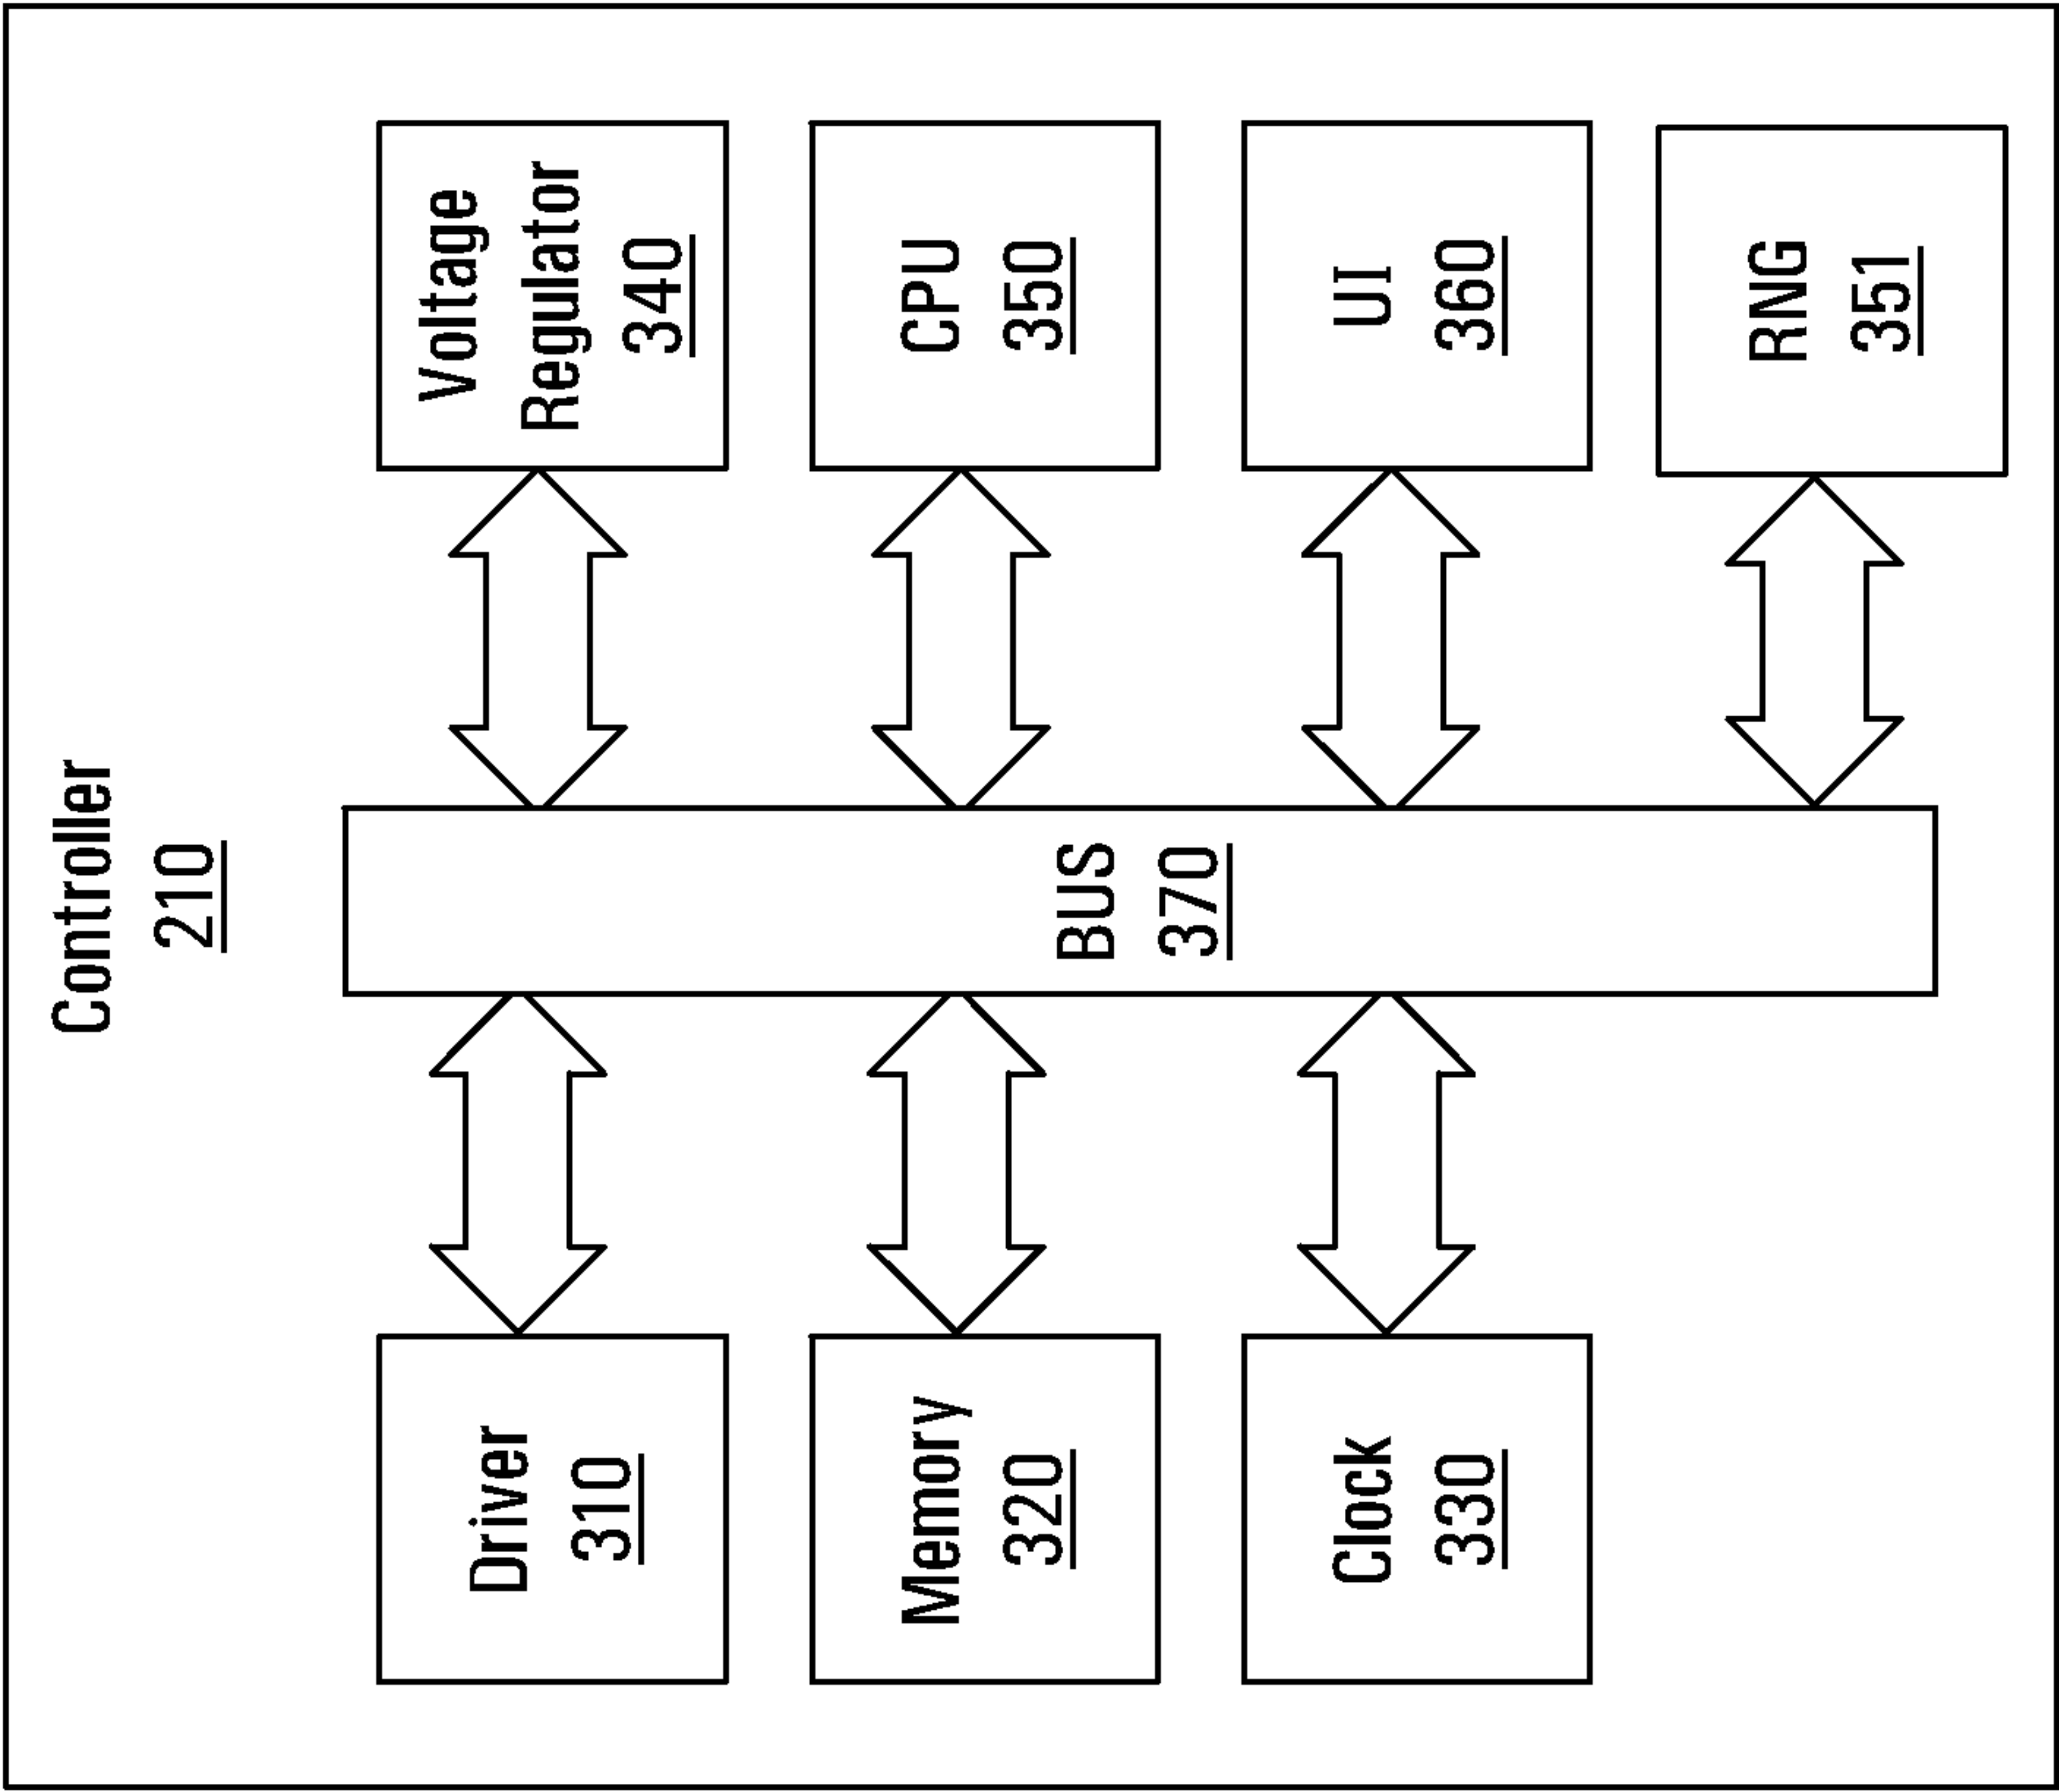 Controller
210
Driver
310
Memory
320
Clock
330
BUS
370
Voltage
Regulator
340
CPU
350
UI
360
RNG
351